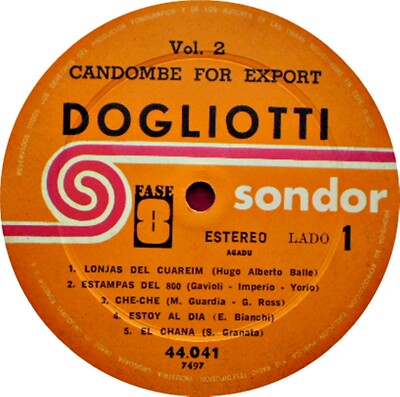 Vol. 2
CANDOMBE FOR EXPORT
DOGLIOTTI
FASE
8
sondor
ESTEREO LADO 1
AGADU
1. LONJAS DEL CUAREIM (Hugo Alberto Balle)
2. ESTAMPAS DEL 800 (Gavioli - Imperio - Yorio)
3. CHE-CHE (M. Guardia - G. Ross)
4. ESTOY AL DIA (E. Bianchi)
5. EL CHANA (S. Granata)
44.041
7497